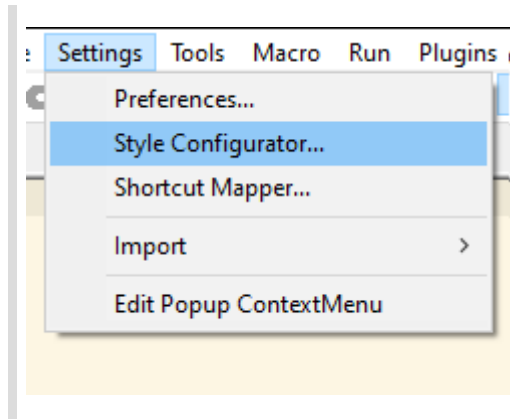 Settings Tools Macro Run Plugins
Preferences...
Style Configurator...
Shortcut Mapper...
Import >
Edit Popup ContextMenu